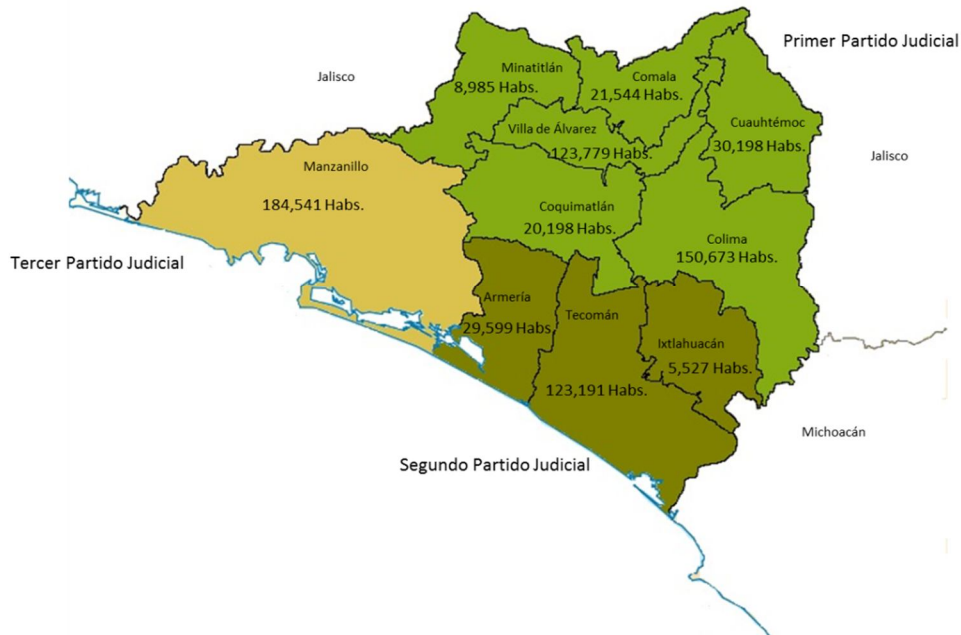 Primer Partido Judicial
Jalisco
Minatitlán
8,985 Habs.
Comala
21,544 Habs.
Villa de Álvarez
123,779 Habs.
Cuauhtémoc
30,198 Habs.
Jalisco
Manzanillo
184,541 Habs.
Coquimatlán
20,198 Habs.
Colima
150,673 Habs.
Tercer Partido Judicial
Armería
29,599 Habs.
Tecomán
123,191 Habs.
Ixtlahuacán
5,527 Habs.
Michoacán
Segundo Partido Judicial